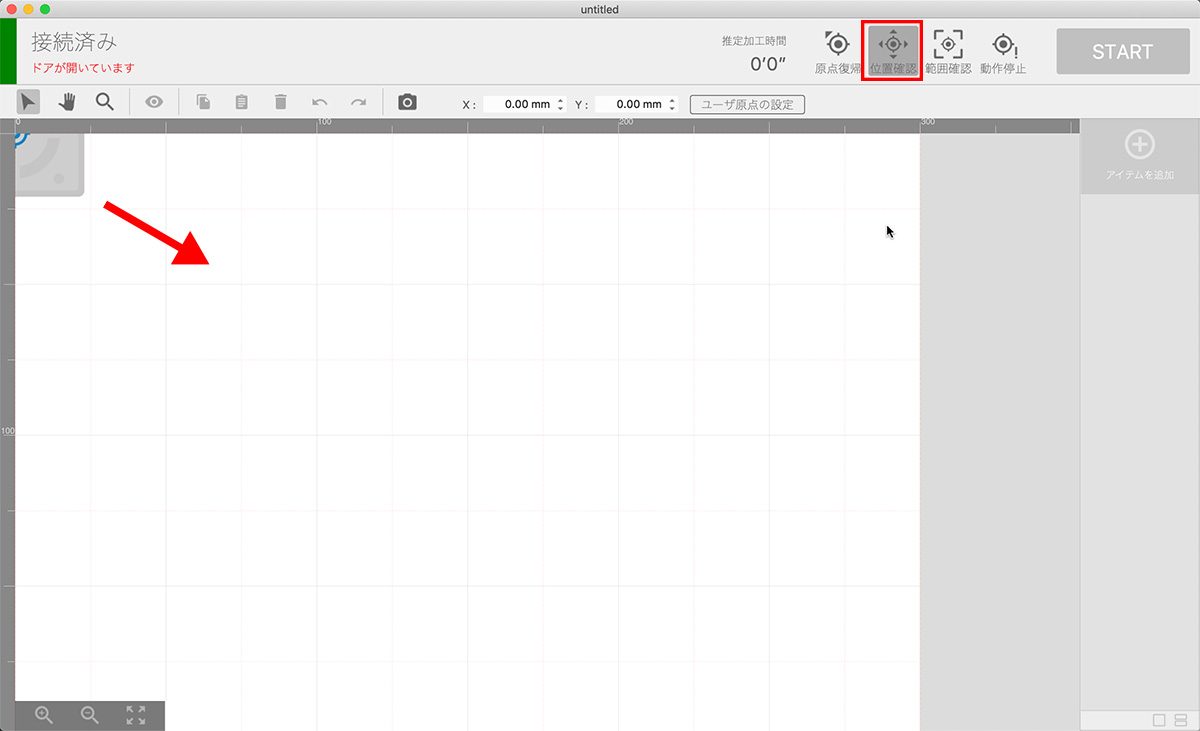 untitled
接続済み
ドアが開いています
推定加工時間
0’0”
原点復帰
位置確認
範囲確認
動作停止
START
X :
0.00 mm
Y :
0.00 mm
ユーザ原点の設定
0
100
200
300
アイテムを追加
100